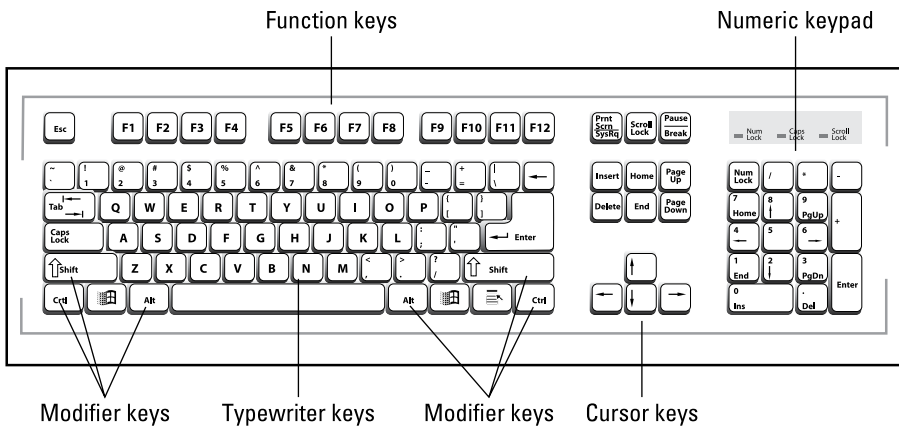 Function keys Numeric keypad
Esc F1 F2 F3 F4 F5 F6 F7 F8 F9 F10 F11 F12 Prnt Scrn SysRq Scroll Lock Pause Break Num Lock Caps Lock Scroll Lock
~ ` ! 1 @ 2 # 3 $ 4 % 5 ^ 6 & 7 * 8 ( 9 ) 0 _ - + = | \ Insert Home Page Up Num Lock / * -
Tab Q W E R T Y U I O P { [ } ] Delete End Page Down 7 Home 8 9 PgUp +
Caps Lock A S D F G H J K L : ; " ' Enter 4 5 6
Shift Z X C V B N M < , > . ? / Shift 1 End 2 3 PgDn Enter
Crtl Alt Alt Ctrl 0 Ins . Del
Modifier keys Typewriter keys Modifier keys Cursor keys